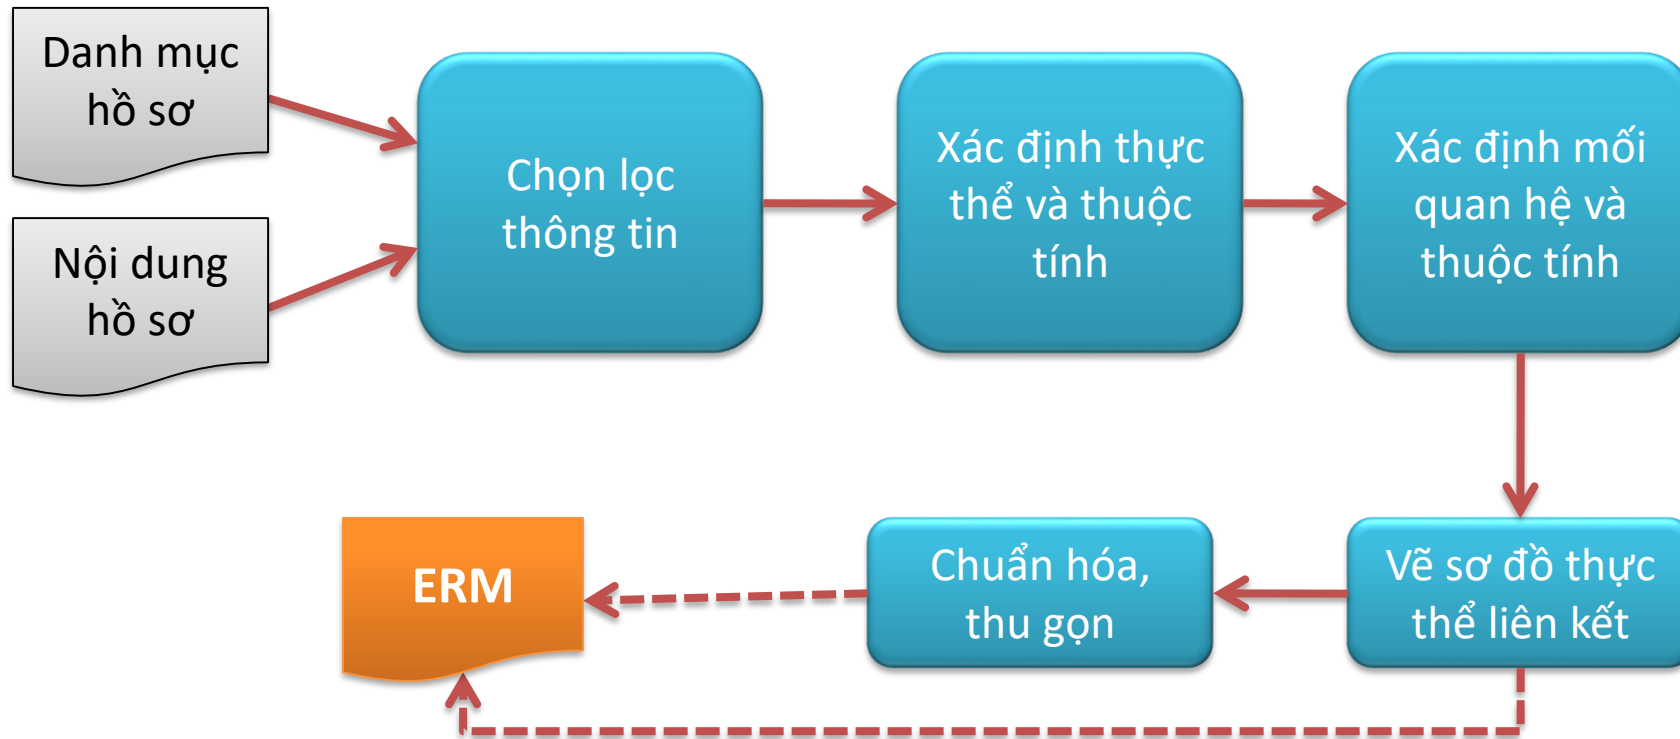 Danh mục
hồ sơ
Nội dung
hồ sơ
Chọn lọc
thông tin
Xác định thực
thể và thuộc
tính
Xác định mối
quan hệ và
thuộc tính
Vẽ sơ đồ thực
thể liên kết
Chuẩn hóa,
thu gọn
ERM